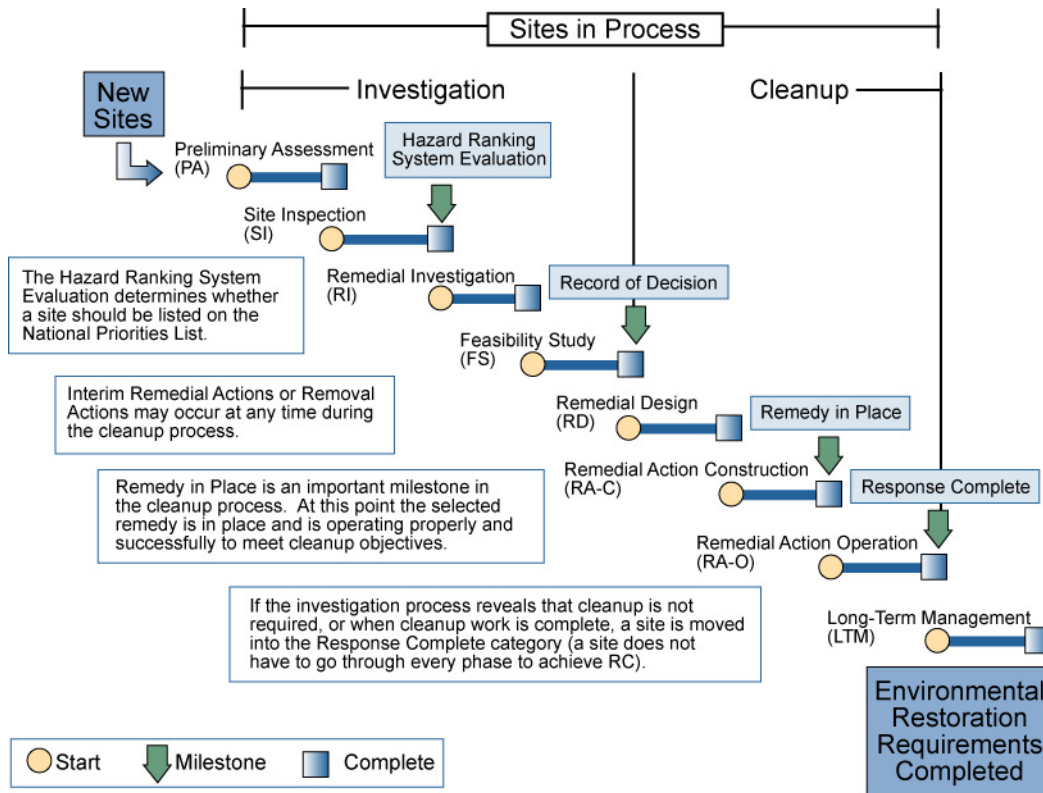 Sites in Process
New
Sites
Investigation
Cleanup
Preliminary Assessment
(PA)
Hazard Ranking
System Evaluation
Site Inspection
(SI)
The Hazard Ranking System
Evaluation determines whether
a site should be listed on the
National Priorities List.
Remedial Investigation
(RI)
Record of Decision
Feasibility Study
(FS)
Interim Remedial Actions or Removal
Actions may occur at any time during
the cleanup process.
Remedial Design
(RD)
Remedy in Place
Remedial Action Construction
(RA-C)
Remedy in Place is an important milestone in
the cleanup process. At this point the selected
remedy is in place and is operating properly and
successfully to meet cleanup objectives.
Response Complete
Remedial Action Operation
(RA-O)
If the investigation process reveals that cleanup is not
required, or when cleanup work is complete, a site is moved
into the Response Complete category (a site does not
have to go through every phase to achieve RC).
Long-Term Management
(LTM)
Environmental
Restoration
Requirements
Completed
Start
Milestone
Complete